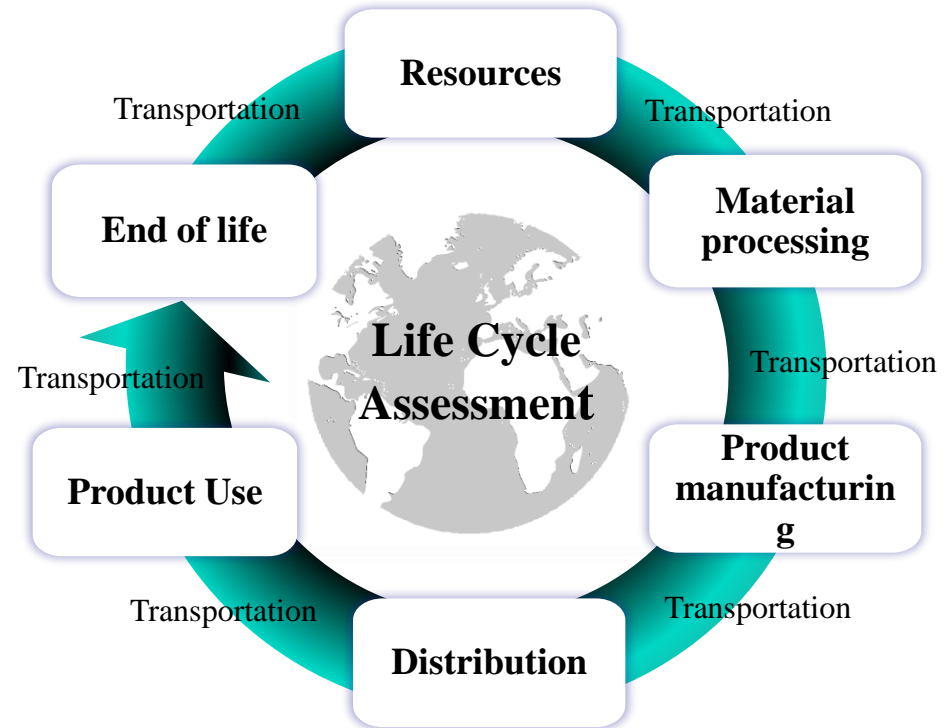 Resources
Transportation
Transportation
Material
processing
End of life
Life Cycle
Assessment
Transportation
Transportation
Product
manufacturin
g
Product Use
Transportation
Transportation
Distribution